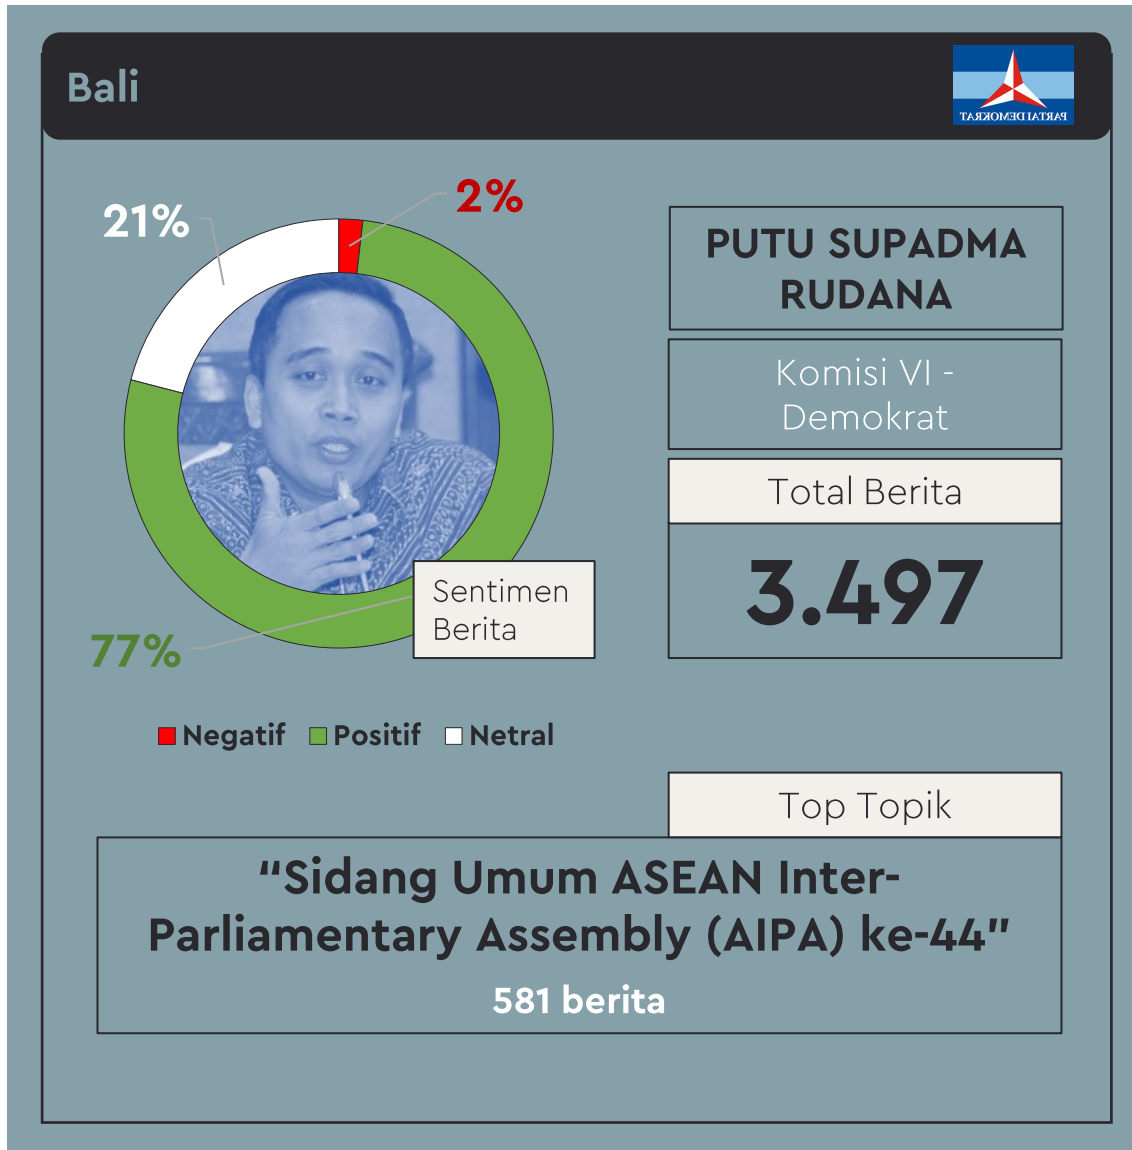 Bali
PARTAI DEMOKRAT
21%
2%
PUTU SUPADMA
RUDANA
Komisi VI -
Demokrat
Total Berita
3.497
Sentimen
Berita
77%
Negatif
Positif
Netral
Top Topik
“Sidang Umum ASEAN Inter-
Parliamentary Assembly (AIPA) ke-44”
581 berita